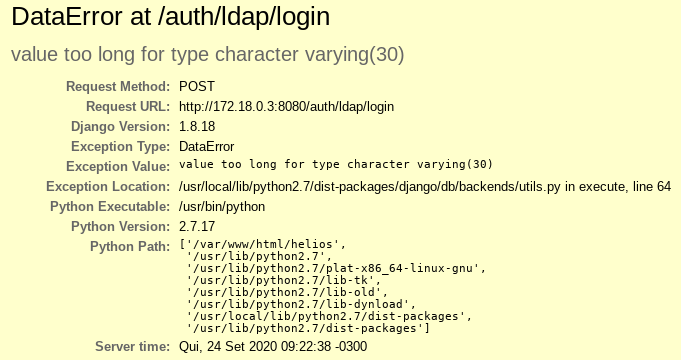 DataError at /auth/ldap/login
value too long for type character varying(30)
Request Method: POST
Request URL: http://172.18.0.3:8080/auth/ldap/login
Django Version: 1.8.18
Exception Type: DataError
Exception Value: value too long for type character varying(30)
Exception Location: /usr/local/lib/python2.7/dist-packages/django/db/backends/utils.py in execute, line 64
Python Executable: /usr/bin/python
Python Version: 2.7.17
Python Path: ['/var/www/html/helios',
'/usr/lib/python2.7',
'/usr/lib/python2.7/plat-x86_64-linux-gnu',
'/usr/lib/python2.7/lib-tk',
'/usr/lib/python2.7/lib-old',
'/usr/lib/python2.7/lib-dynload',
'/usr/local/lib/python2.7/dist-packages',
'/usr/lib/python2.7/dist-packages']
Server time: Qui, 24 Set 2020 09:22:38 -0300